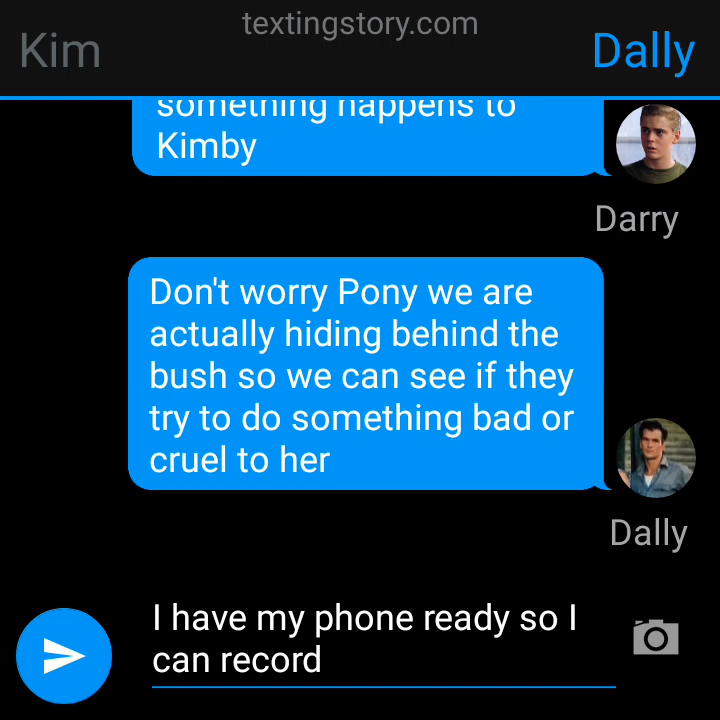 textingstory.com
Kim
Dally
something happens to
Kimby
Darry
Don't worry Pony we are
actually hiding behind the
bush so we can see if they
try to do something bad or
cruel to her
Dally
I have my phone ready so I
can record